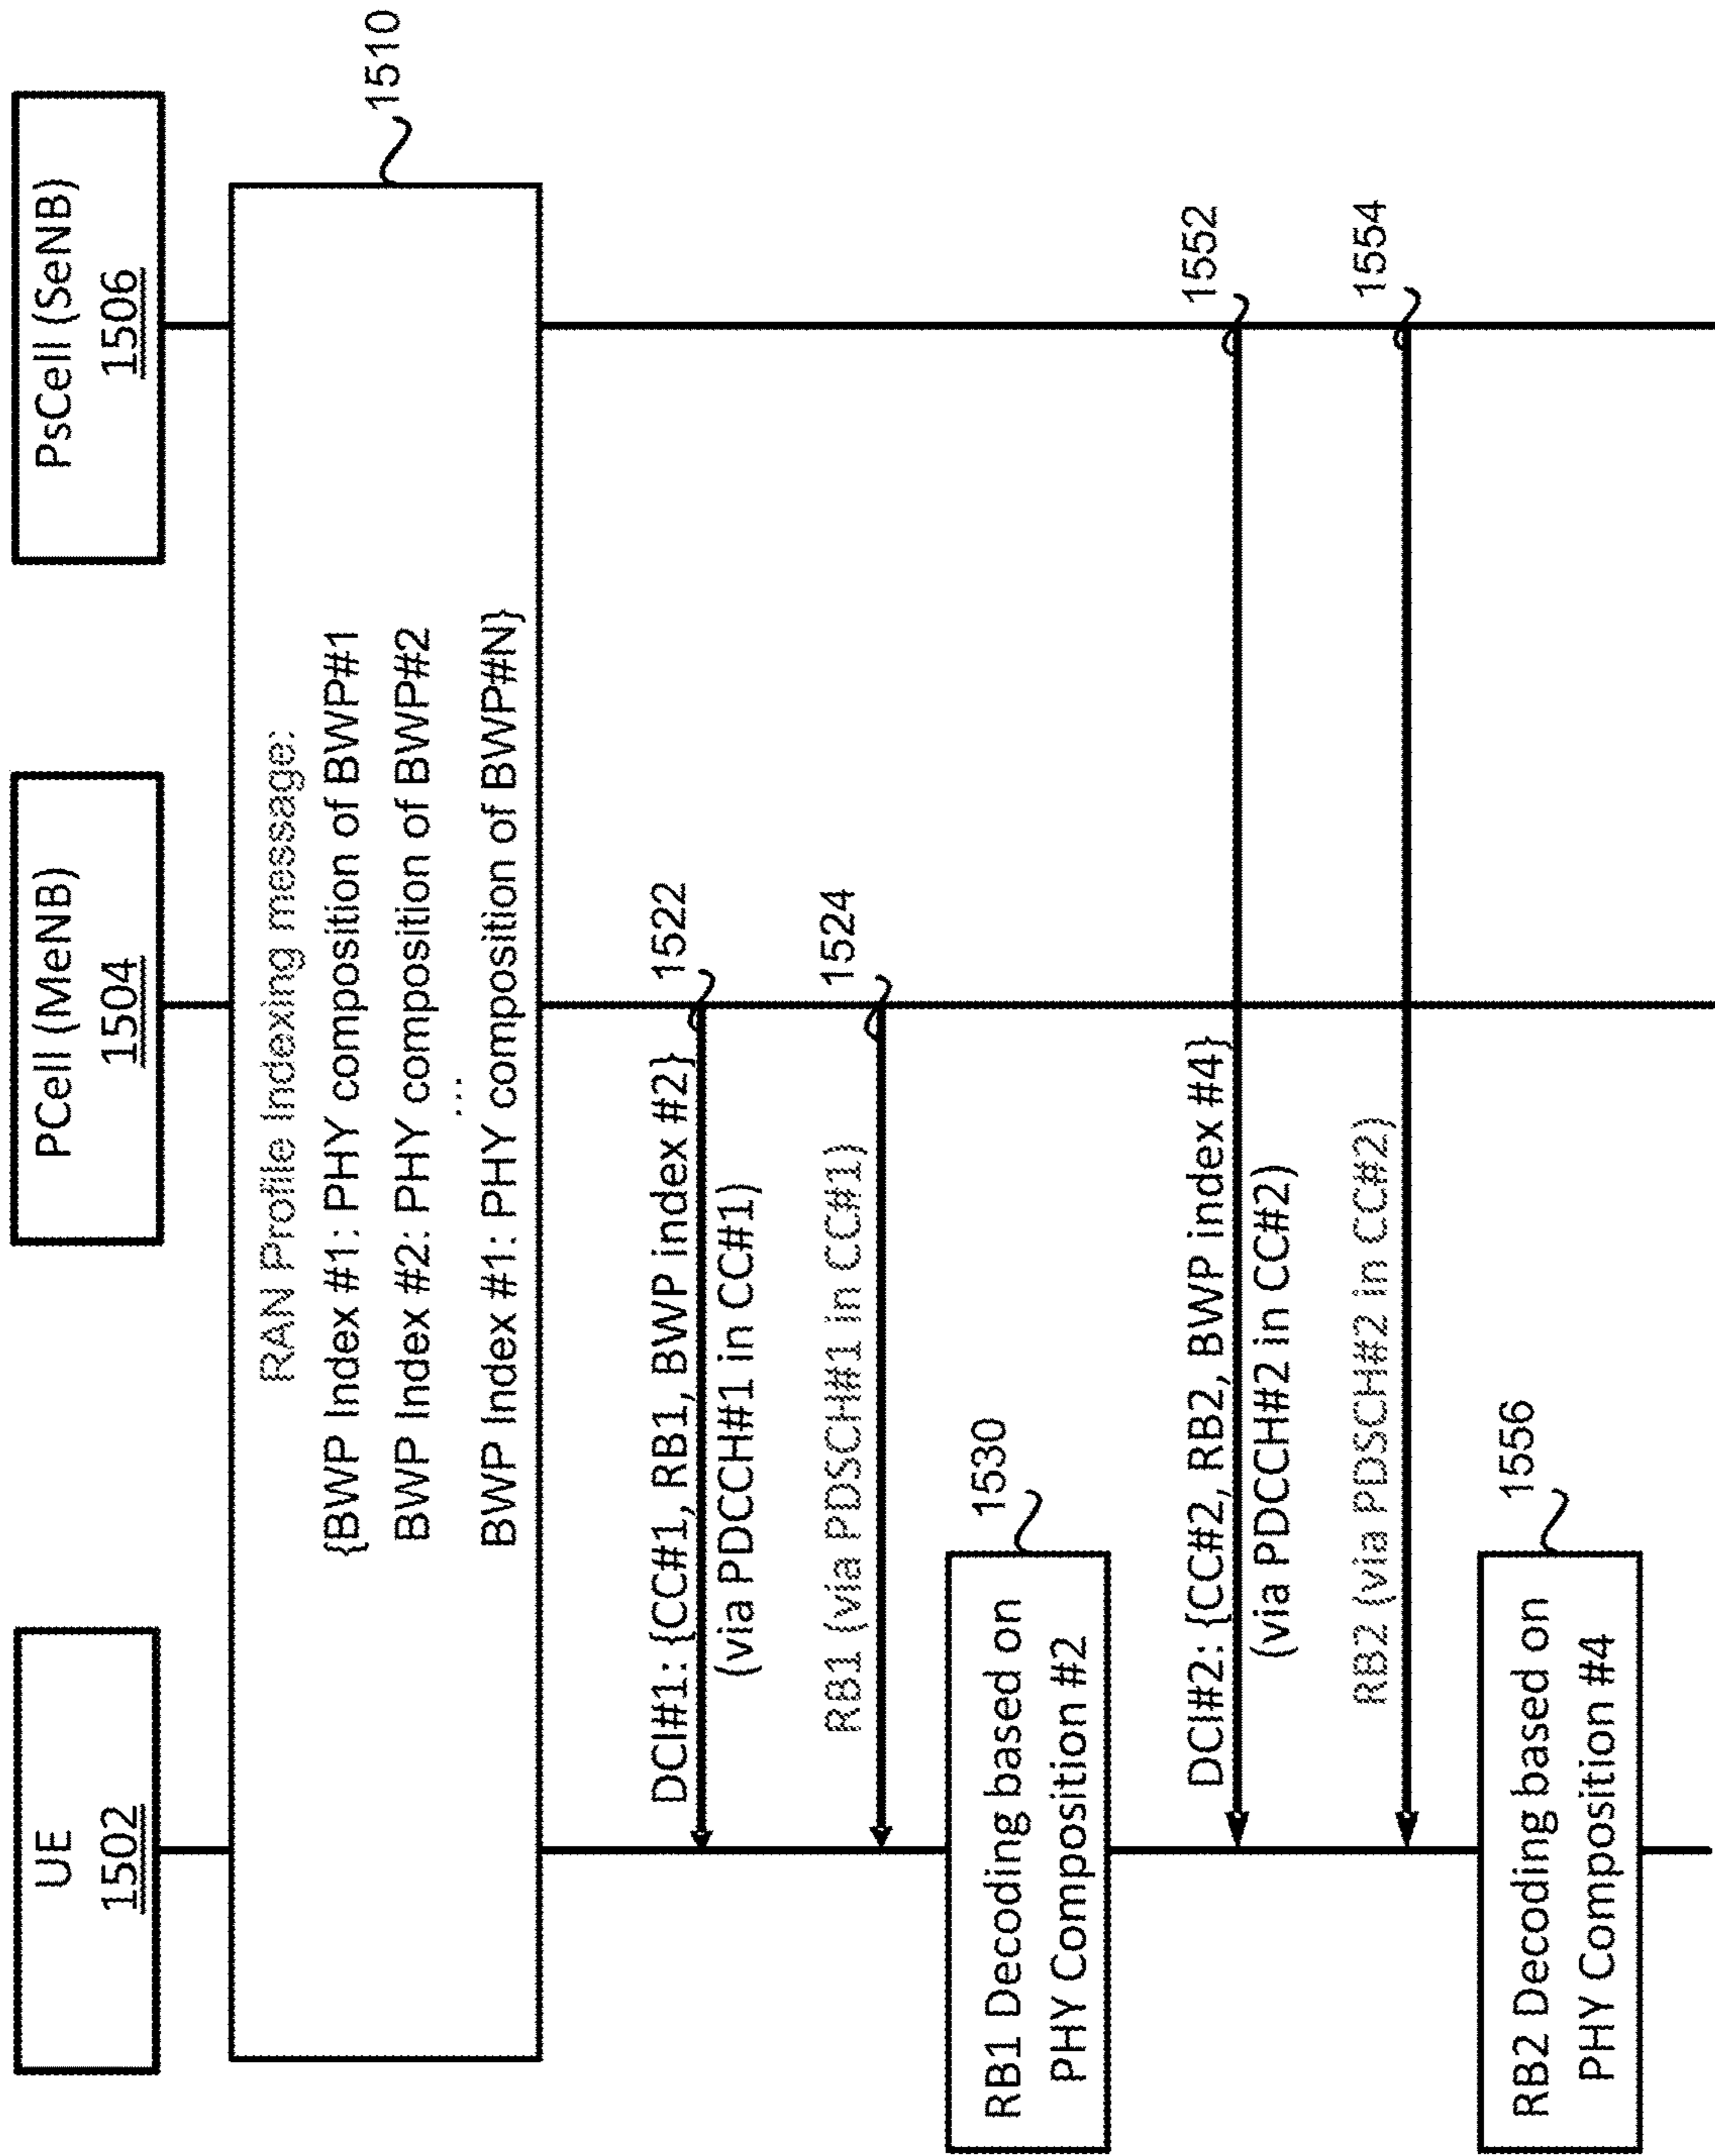 UE
1502
PCell (MeNB)
1504
PsCell (SeNB)
1506
RAN Profile Indexing message:
{BWP Index #1: PHY composition of BWP#1
BWP Index #2: PHY composition of BWP#2
...
BWP Index #1: PHY composition of BWP#N}
1510
DCI#1: {CC#1, RB1, BWP index #2}
(via PDCCH#1 in CC#1)
1522
RB1 (via PDSCH#1 in CC#1)
1524
RB1 Decoding based on
PHY Composition #2
1530
DCI#2: {CC#2, RB2, BWP index #4}
(via PDCCH#2 in CC#2)
1552
RB2 (via PDSCH#2 in CC#2)
1554
RB2 Decoding based on
PHY Composition #4
1556